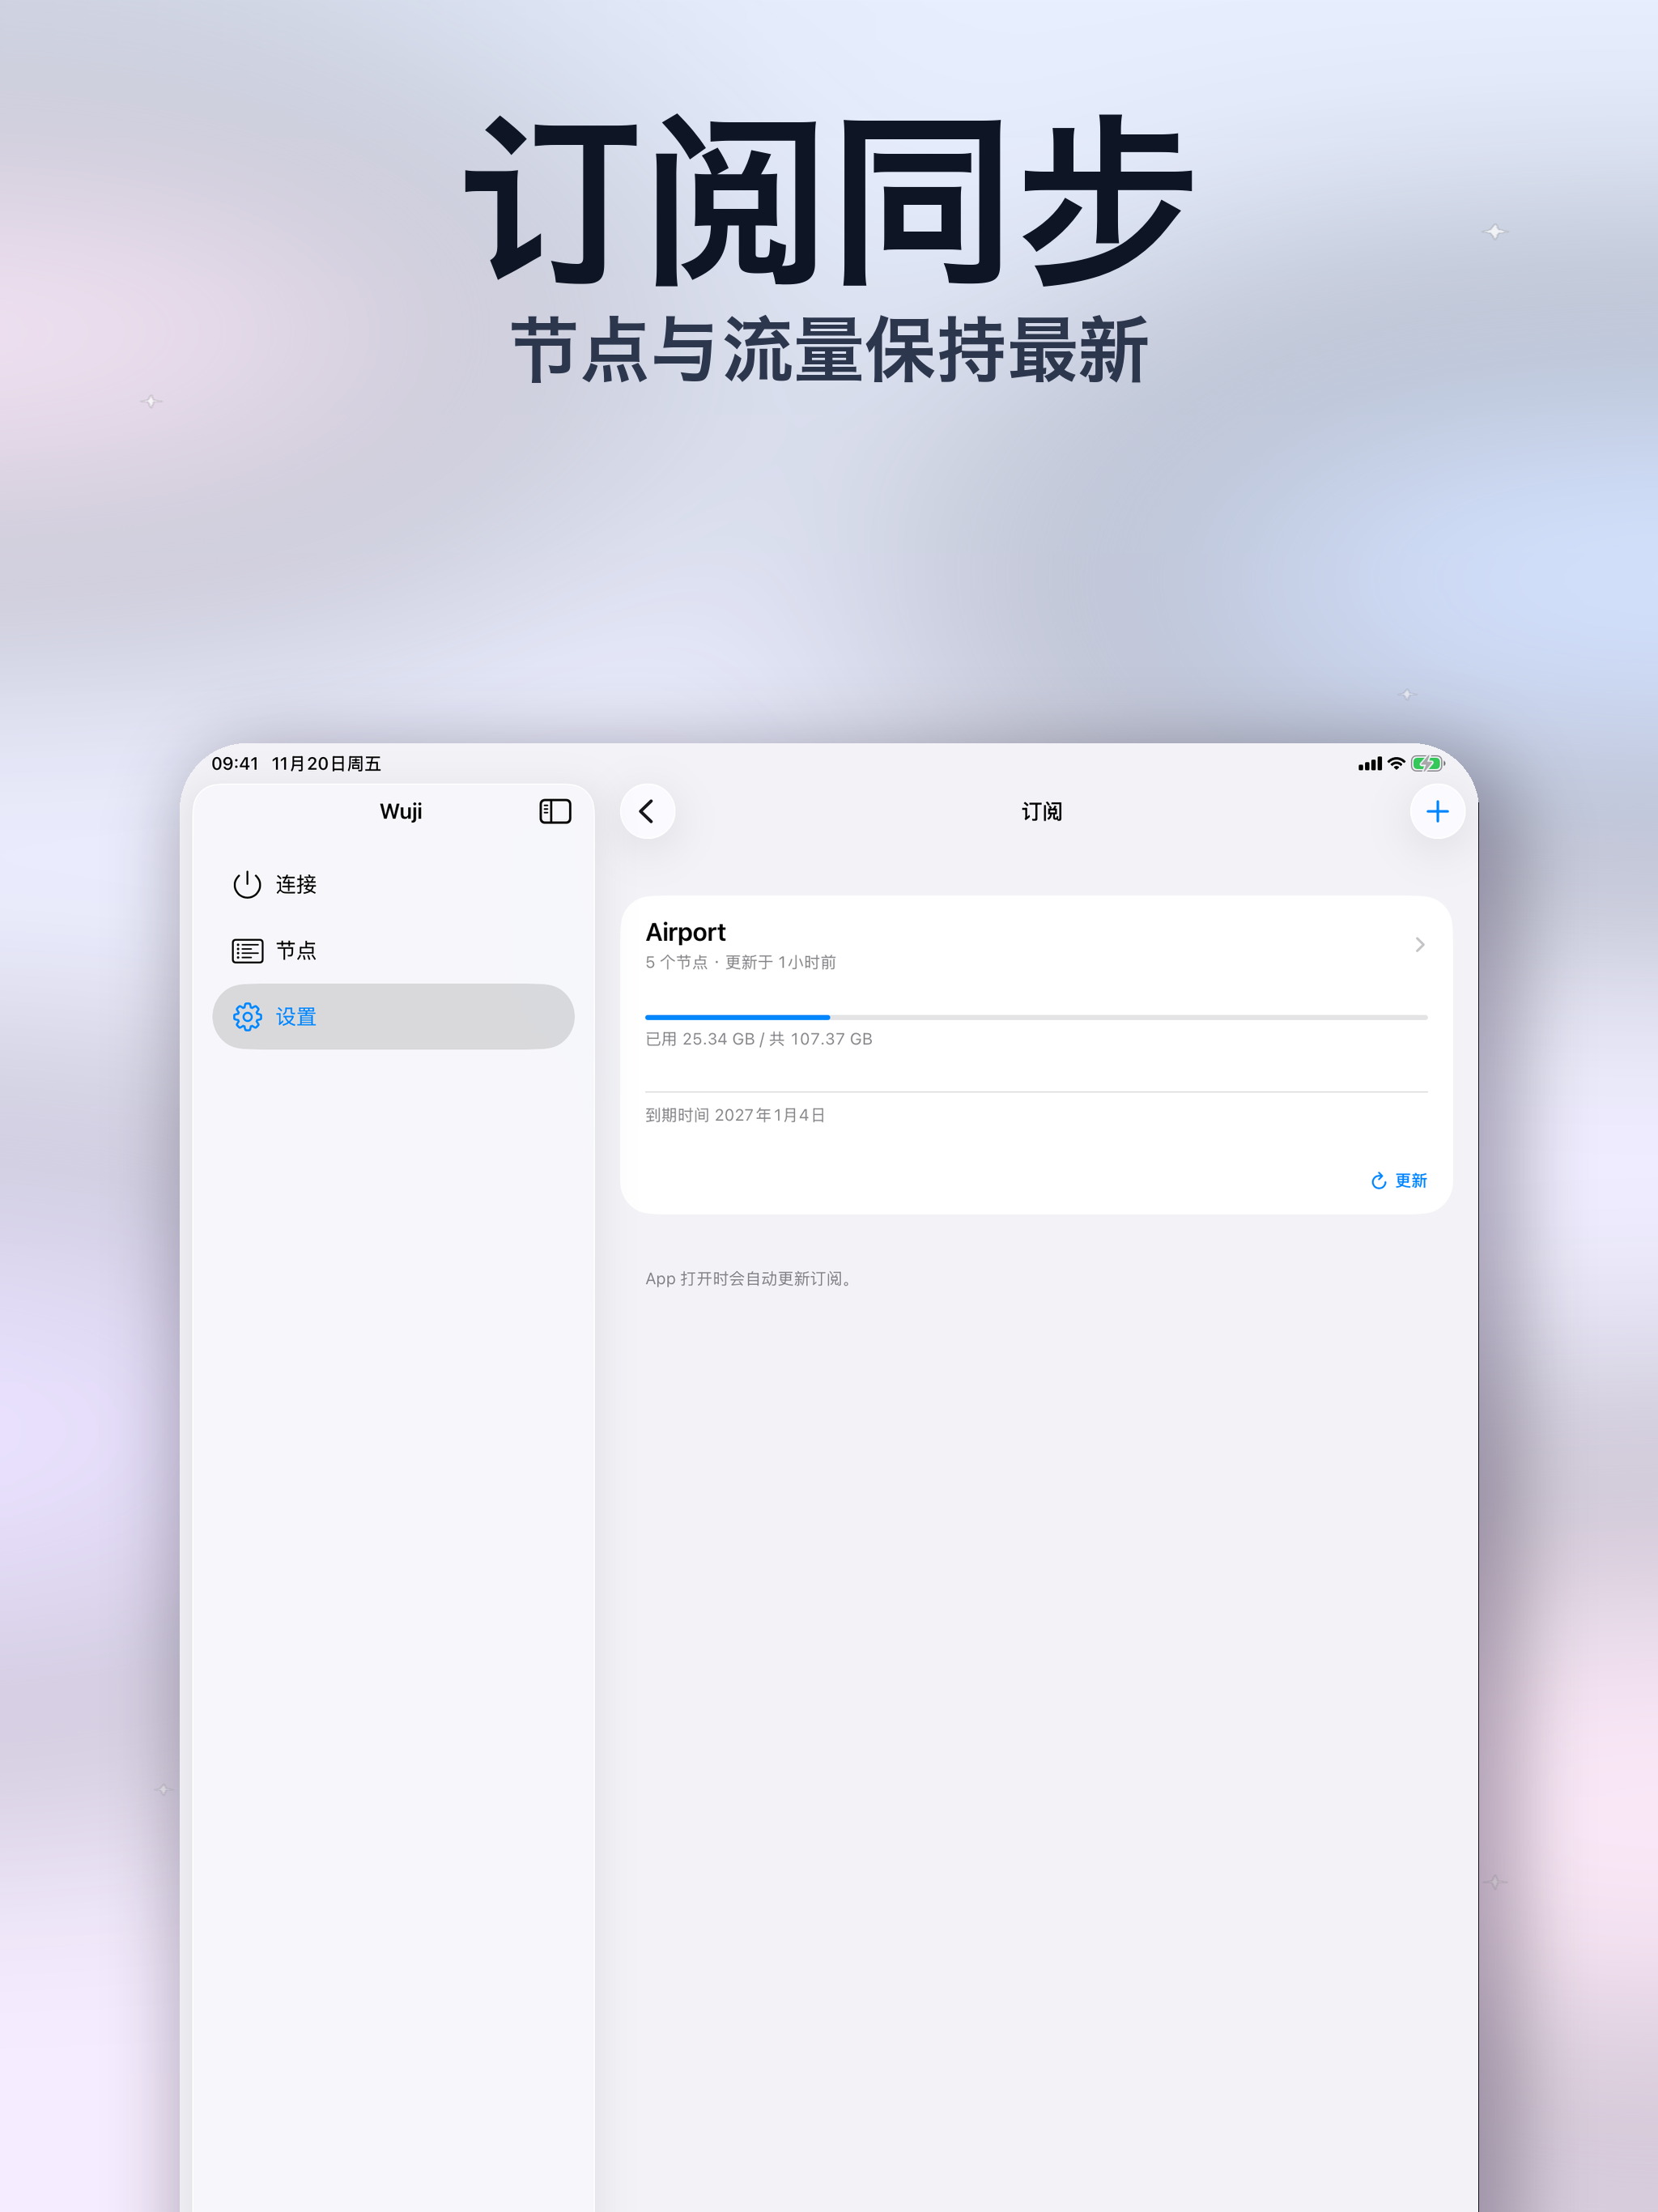 订阅同步
节点与流量保持最新
09:41 11月20日周五
Wuji
连接
节点
设置
订阅
Airport
5 个节点 · 更新于 1小时前
已用 25.34 GB / 共 107.37 GB
到期时间 2027年1月4日
更新
App 打开时会自动更新订阅。